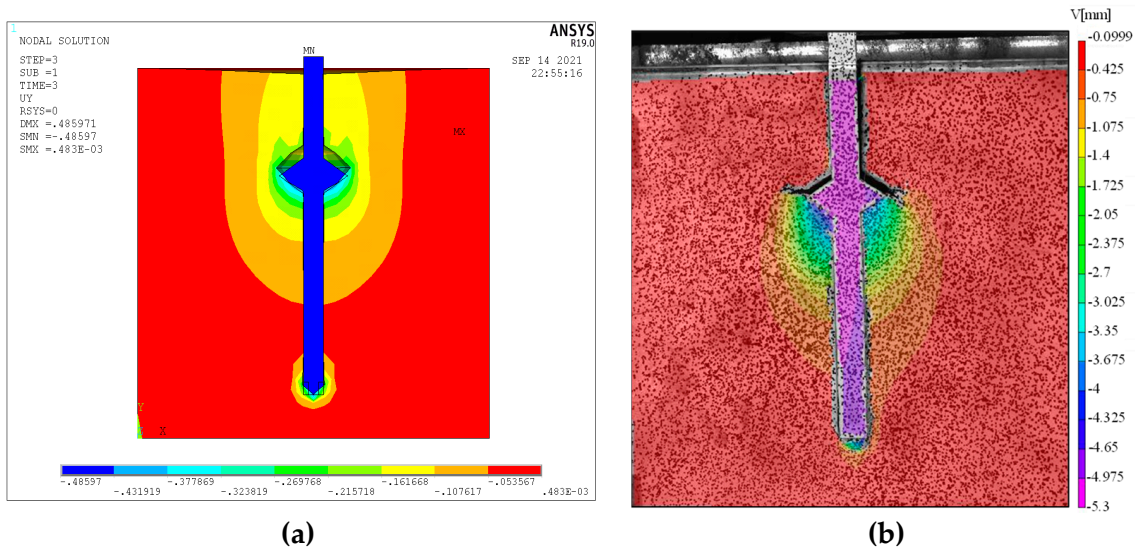 1
NODAL SOLUTION
STEP=3
SUB =1
TIME=3
UY
RSYS=0
DMX =.485971
SMN =-.48597
SMX =.483E-03
ANSYS
R19.0
SEP 14 2021
22:55:16
MN
MX
Y
X
-.48597
-.431919
-.377869
-.323819
-.269768
-.215718
-.161668
-.107617
-.053567
.483E-03
(a)
V[mm]
-0.0999
-0.425
-0.75
-1.075
-1.4
-1.725
-2.05
-2.375
-2.7
-3.025
-3.35
-3.675
-4
-4.325
-4.65
-4.975
-5.3
(b)